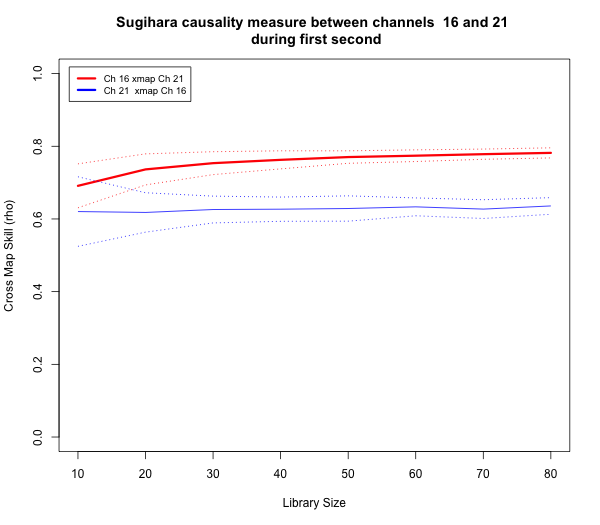 Sugihara causality measure between channels  16 and 21
during first second
Ch 16 xmap Ch 21
Ch 21  xmap Ch 16
Cross Map Skill (rho)
1.0
0.8
0.6
0.4
0.2
0.0
10 20 30 40 50 60 70 80
Library Size